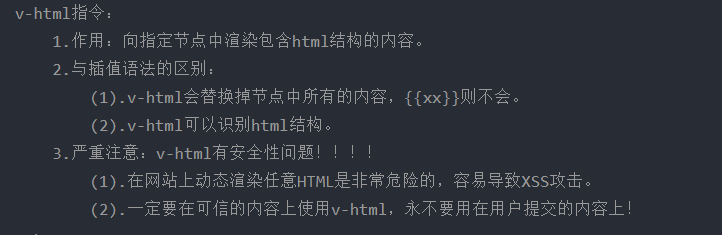 v-html指令：
1.作用：向指定节点中渲染包含html结构的内容。
2.与插值语法的区别：
(1).v-html会替换掉节点中所有的内容，{{xx}}则不会。
(2).v-html可以识别html结构。
3.严重注意：v-html有安全性问题！！！！
(1).在网站上动态渲染任意HTML是非常危险的，容易导致XSS攻击。
(2).一定要在可信的内容上使用v-html，永不要用在用户提交的内容上！